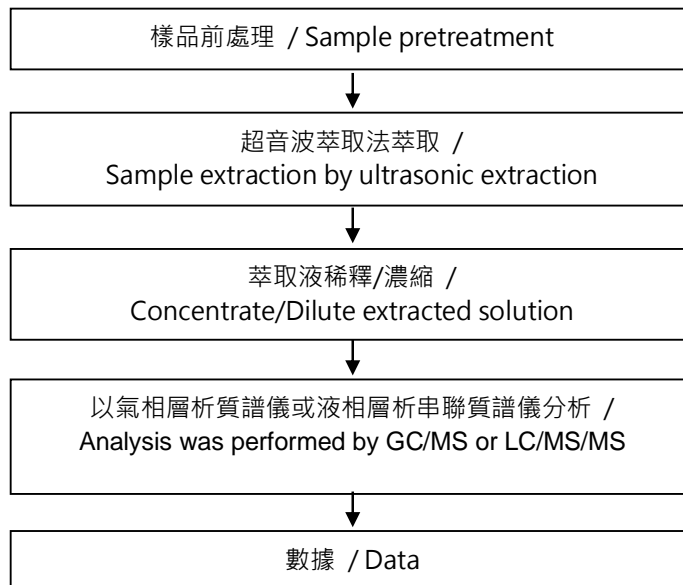 樣品前處理 / Sample pretreatment
超音波萃取法萃取 /
Sample extraction by ultrasonic extraction
萃取液稀釋/濃縮 /
Concentrate/Dilute extracted solution
以氣相層析質譜儀或液相層析串聯質譜儀分析 /
Analysis was performed by GC/MS or LC/MS/MS
數據 / Data